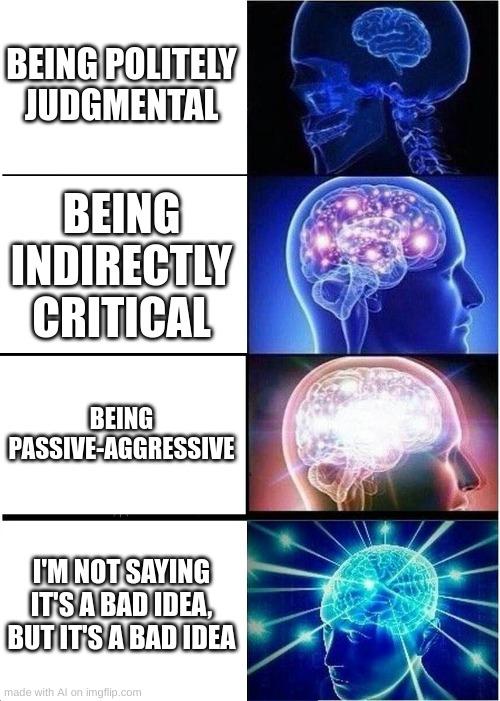 BEING POLITELY
JUDGMENTAL
BEING
INDIRECTLY
CRITICAL
BEING
PASSIVE-AGGRESSIVE
I'M NOT SAYING
IT'S A BAD IDEA,
BUT IT'S A BAD IDEA
made with AI on imgflip.com